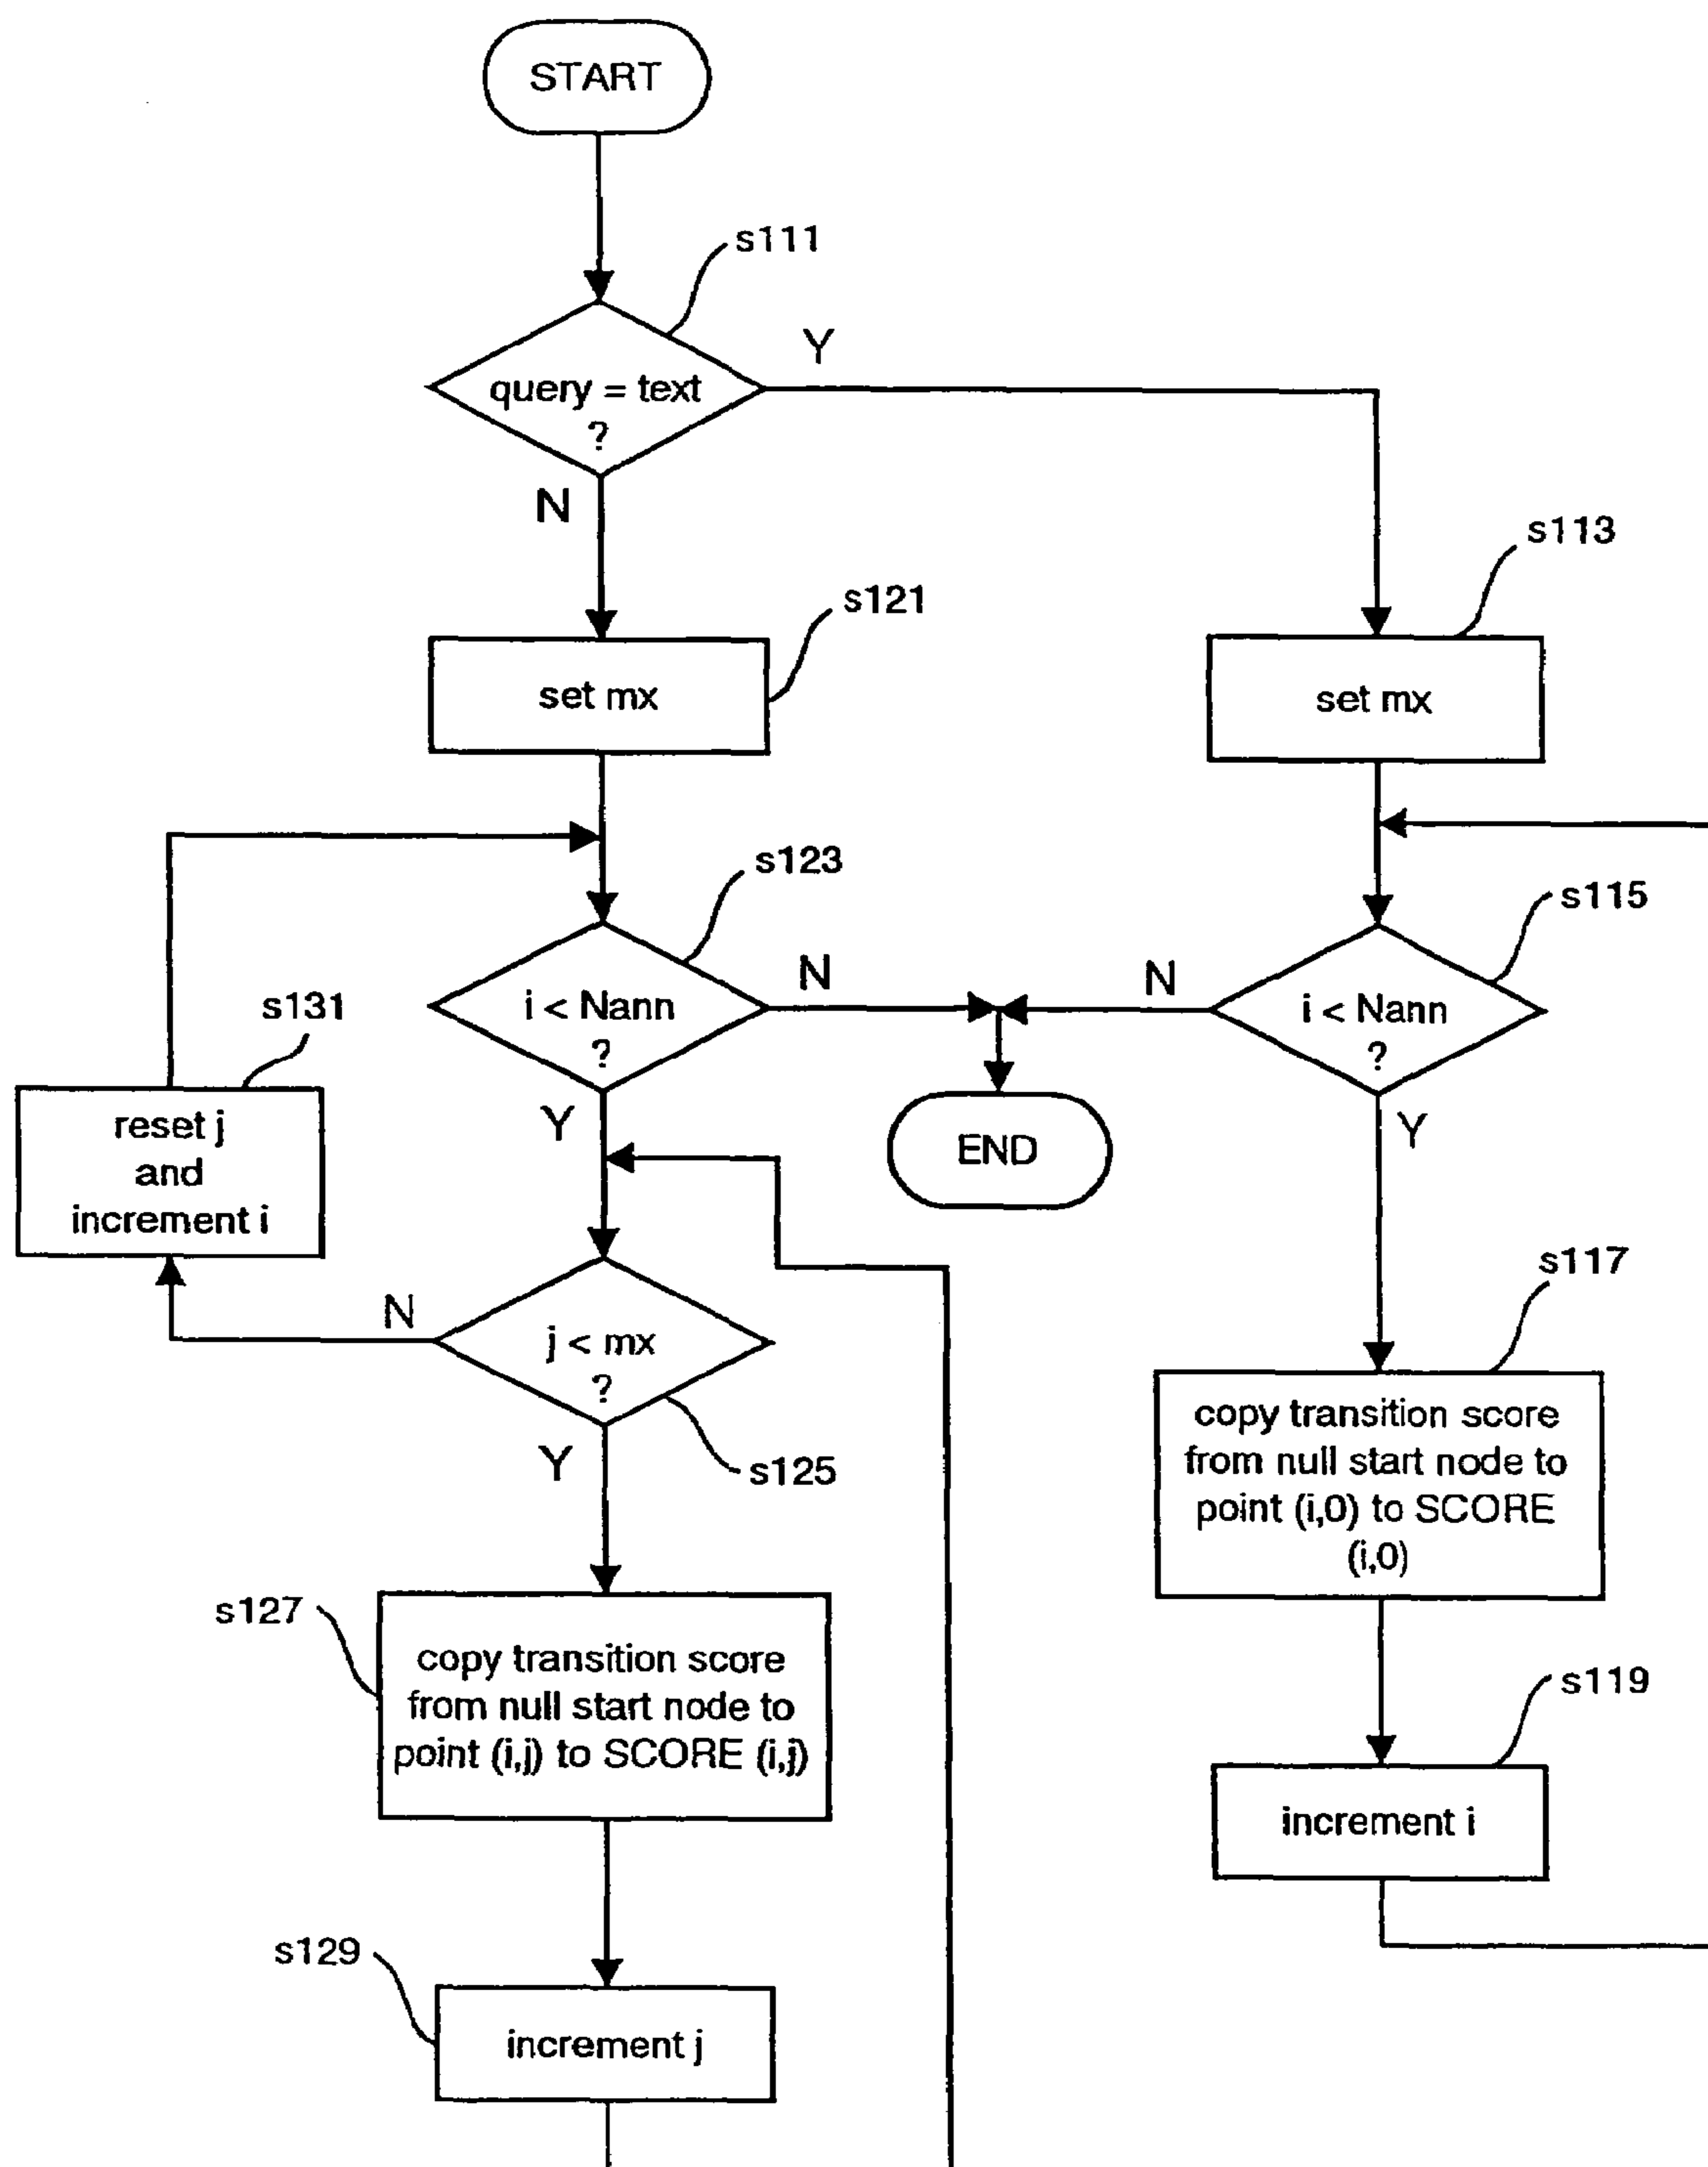 START
s111
query = text
?
Y
N
s113
s121
set mx
set mx
s123
s115
i < Nann
?
N
N
i < Nann
?
s131
reset j
and
increment i
Y
END
Y
s117
N
j < mx
?
s125
Y
copy transition score
from null start node to
point (i,0) to SCORE
(i,0)
s127
copy transition score
from null start node to
point (i,j) to SCORE (i,j)
s119
increment i
s129
increment j